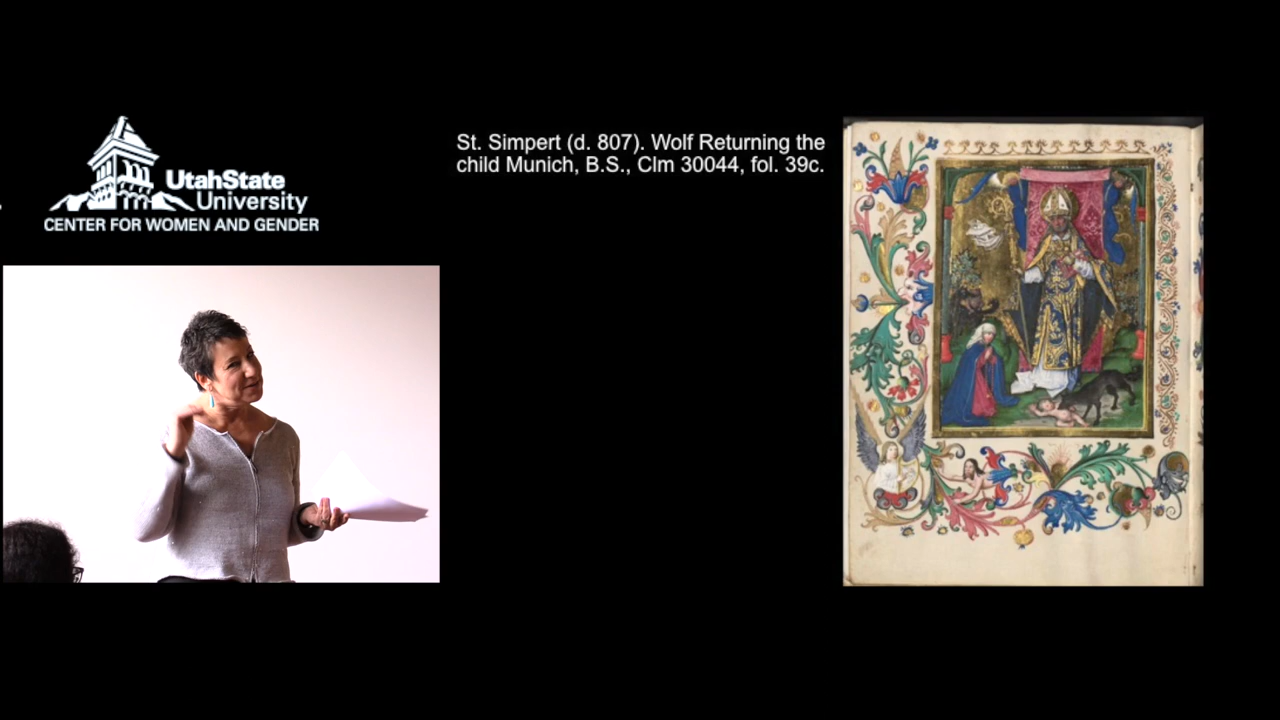 UtahState
University
CENTER FOR WOMEN AND GENDER
St. Simpert (d. 807). Wolf Returning the
child Munich, B.S., Clm 30044, fol. 39c.